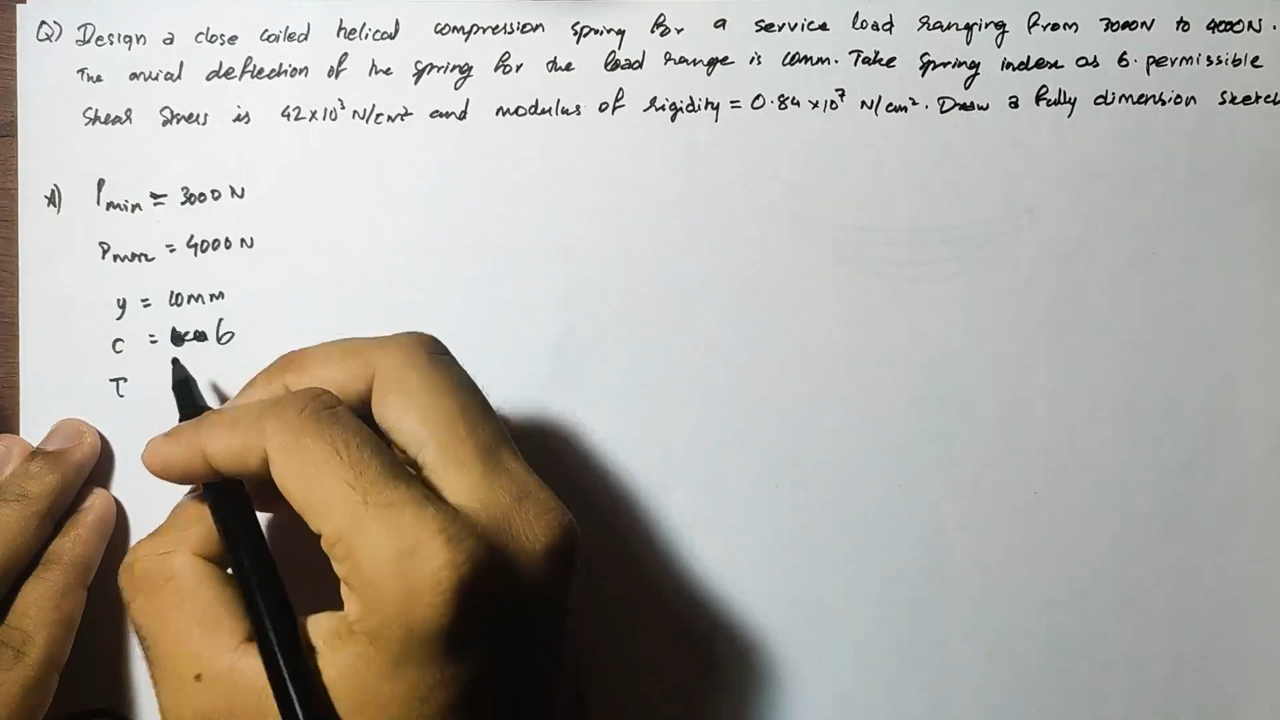 Q) Design a close coiled helical compression spring for a service load ranging from 3000N to 4000N.
The axial deflection of the spring for the load range is 10mm. Take spring index as 6. permissible
shear stress is 42×10³ N/cm² and modulus of rigidity = 0.84 ×10⁷ N/cm². Draw a fully dimension sketch
A) Pmin = 3000 N
Pmax = 4000 N
y = 10mm
C = 6
τ